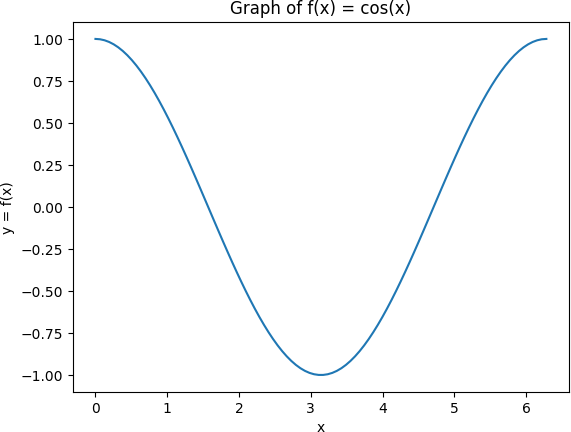 Graph of f(x) = cos(x)
1.00
0.75
0.50
0.25
0.00
−0.25
−0.50
−0.75
−1.00
y = f(x)
0 1 2 3 4 5 6
x